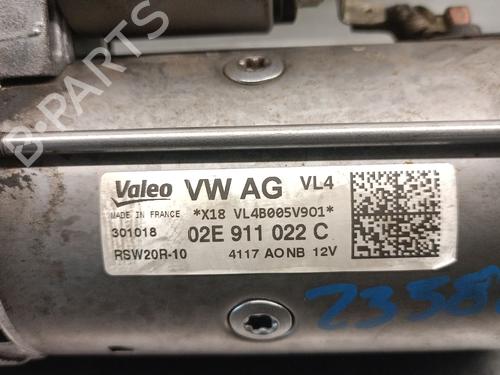 B-PARTS
Valeo VW AG VL4
MADE IN FRANCE *X18 VL4B005V901*
301018 02E 911 022 C
RSW20R-10 4117 AONB 12V